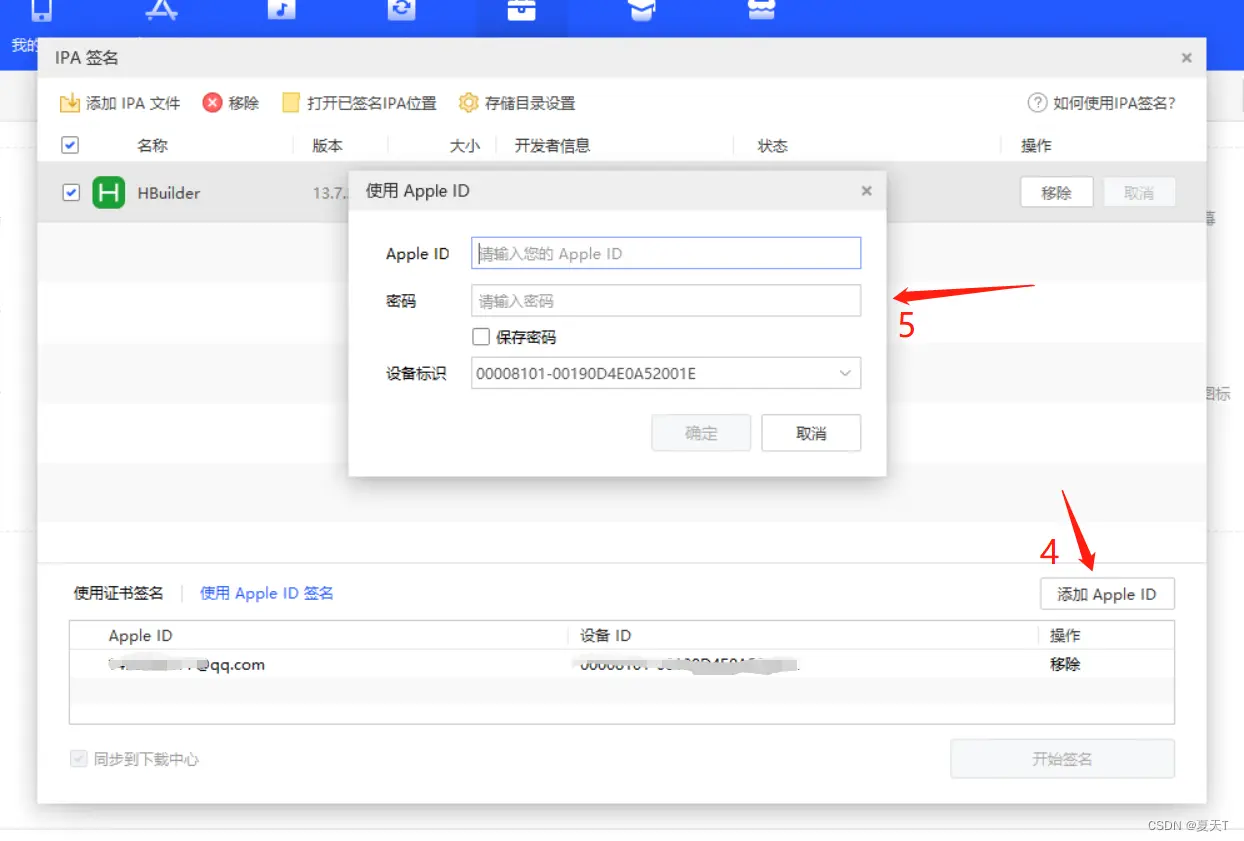 我的
IPA 签名
添加 IPA 文件 移除 打开已签名IPA位置 存储目录设置 如何使用IPA签名?
名称 版本 大小 开发者信息 状态 操作
HBuilder 13.7. 移除 取消
使用 Apple ID
Apple ID 请输入您的 Apple ID
密码 请输入密码
5
保存密码
设备标识 00008101-00190D4E0A52001E
图标
确定 取消
4
使用证书签名 使用 Apple ID 签名 添加 Apple ID
Apple ID 设备 ID 操作
@qq.com 移除
同步到下载中心 开始签名
CSDN @夏天T